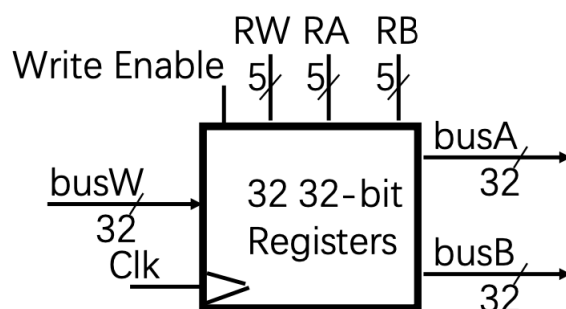 RW RA RB
Write Enable
5 5 5
busA
32
busW
32
32 32-bit
Registers
Clk
busB
32